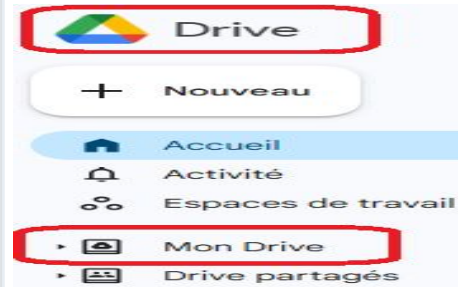 Drive
Nouveau
Accueil
Activité
Espaces de travail
Mon Drive
Drive partagés